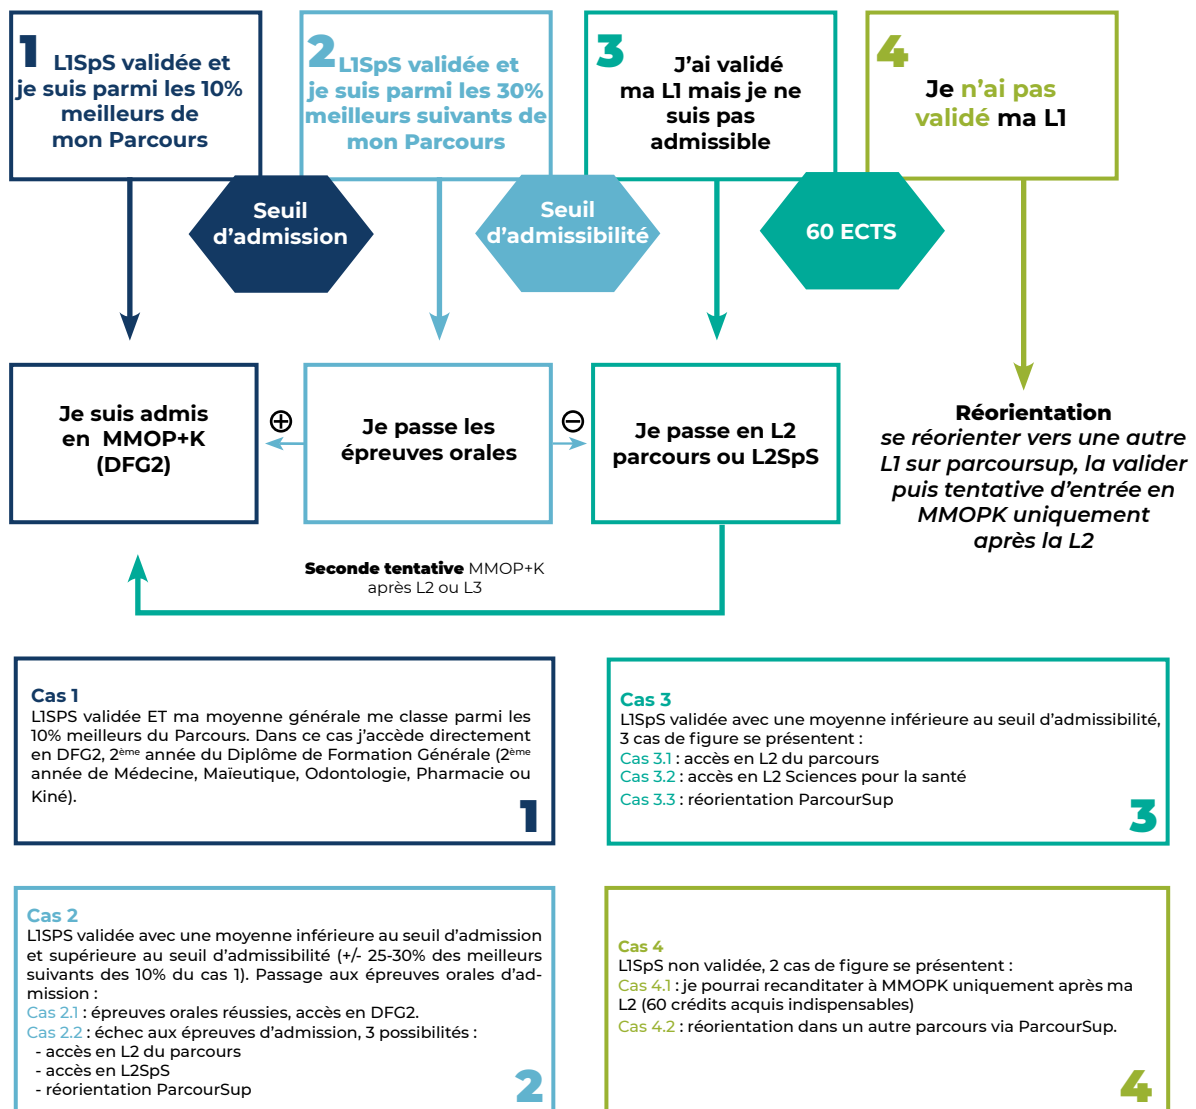 1
L1SpS validée et
je suis parmi les 10%
meilleurs de
mon Parcours
2
L1SpS validée et
je suis parmi les 30%
meilleurs suivants de
mon Parcours
3
J'ai validé
ma L1 mais je ne
suis pas
admissible
4
Je n'ai pas
validé ma L1
Seuil
d'admission
Seuil
d'admissibilité
60 ECTS
Je suis admis
en MMOP+K
(DFG2)
Je passe les
épreuves orales
Je passe en L2
parcours ou L2SpS
Réorientation
se réorienter vers une autre
L1 sur parcoursup, la valider
puis tentative d'entrée en
MMOPK uniquement
après la L2
Seconde tentative MMOP+K
après L2 ou L3
Cas 1
L1SPS validée ET ma moyenne générale me classe parmi les
10% meilleurs du Parcours. Dans ce cas j'accède directement
en DFG2, 2ème année du Diplôme de Formation Générale (2ème
année de Médecine, Maïeutique, Odontologie, Pharmacie ou
Kiné).
1
Cas 3
L1SpS validée avec une moyenne inférieure au seuil d'admissibilité,
3 cas de figure se présentent :
Cas 3.1 : accès en L2 du parcours
Cas 3.2 : accès en L2 Sciences pour la santé
Cas 3.3 : réorientation ParcourSup
3
Cas 2
L1SPS validée avec une moyenne inférieure au seuil d'admission
et supérieure au seuil d'admissibilité (+/- 25-30% des meilleurs
suivants des 10% du cas 1). Passage aux épreuves orales d'ad-
mission :
Cas 2.1 : épreuves orales réussies, accès en DFG2.
Cas 2.2 : échec aux épreuves d'admission, 3 possibilités :
- accès en L2 du parcours
- accès en L2SpS
- réorientation ParcourSup
2
Cas 4
L1SpS non validée, 2 cas de figure se présentent :
Cas 4.1 : je pourrai recanditater à MMOPK uniquement après ma
L2 (60 crédits acquis indispensables)
Cas 4.2 : réorientation dans un autre parcours via ParcourSup.
4